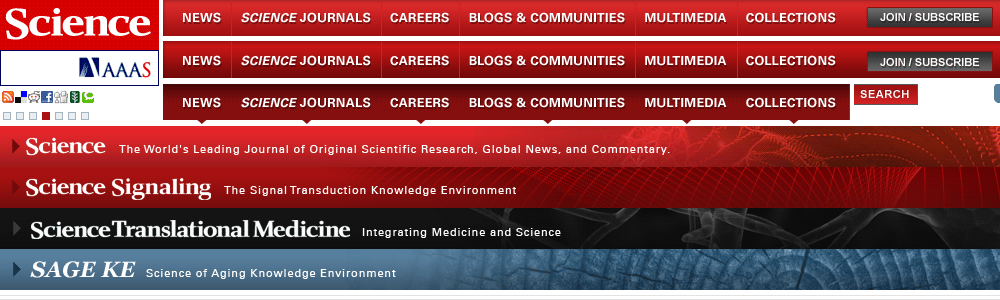 Science
NEWS SCIENCE JOURNALS CAREERS BLOGS & COMMUNITIES MULTIMEDIA COLLECTIONS JOIN / SUBSCRIBE
AAAS
NEWS SCIENCE JOURNALS CAREERS BLOGS & COMMUNITIES MULTIMEDIA COLLECTIONS JOIN / SUBSCRIBE
NEWS SCIENCE JOURNALS CAREERS BLOGS & COMMUNITIES MULTIMEDIA COLLECTIONS SEARCH
Science The World's Leading Journal of Original Scientific Research, Global News, and Commentary.
Science Signaling The Signal Transduction Knowledge Environment
Science Translational Medicine Integrating Medicine and Science
SAGE KE Science of Aging Knowledge Environment